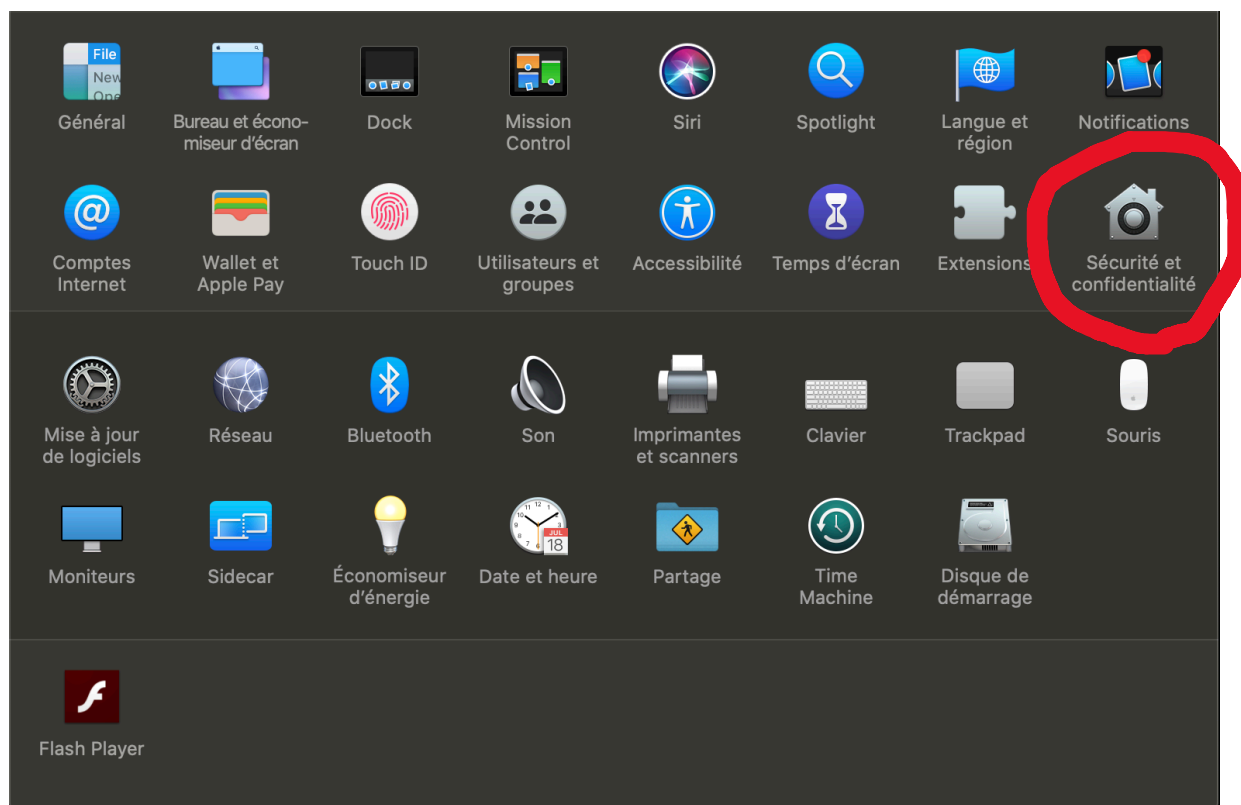 File
New
One
Général
Bureau et écono-
miseur d'écran
Dock
Mission
Control
Siri
Spotlight
Langue et
région
Notifications
@
Comptes
Internet
Wallet et
Apple Pay
Touch ID
Utilisateurs et
groupes
Accessibilité
Temps d'écran
Extensions
Sécurité et
confidentialité
Mise à jour
de logiciels
Réseau
Bluetooth
Son
Imprimantes
et scanners
Clavier
Trackpad
Souris
Moniteurs
Sidecar
Économiseur
d'énergie
JUL
18
Date et heure
Partage
Time
Machine
Disque de
démarrage
Flash Player